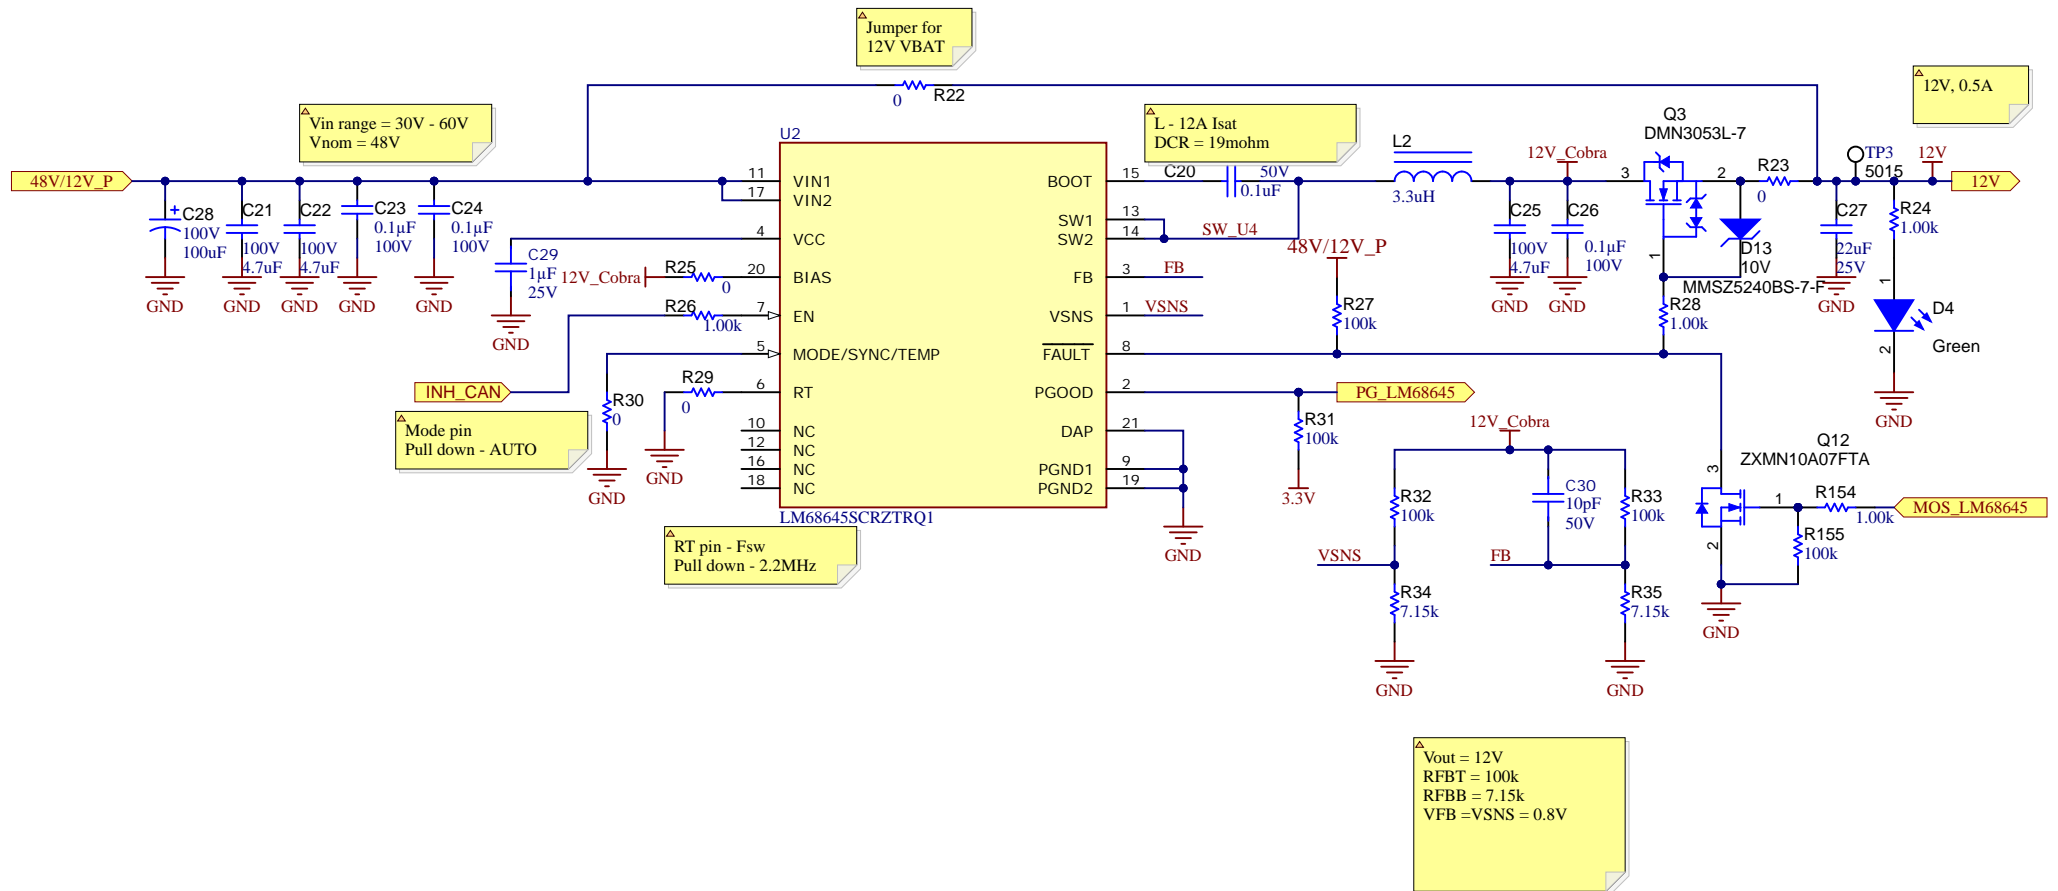 Jumper for
12V VBAT
0
R22
Vin range = 30V - 60V
Vnom = 48V
L - 12A Isat
DCR = 19mohm
12V, 0.5A
48V/12V_P
C28
100V
100uF
GND
C21
100V
4.7uF
GND
C22
100V
4.7uF
GND
C23
0.1µF
100V
GND
C24
0.1µF
100V
GND
C29
1µF
25V
GND
12V_Cobra
R25
0
R26
1.00k
INH_CAN
Mode pin
Pull down - AUTO
R30
0
GND
R29
0
GND
U2
11
VIN1
17
VIN2
4
VCC
20
BIAS
7
EN
5
MODE/SYNC/TEMP
6
RT
10
NC
12
NC
16
NC
18
NC
BOOT
15
SW1
13
SW2
14
FB
3
VSNS
1
FAULT
8
PGOOD
2
DAP
21
PGND1
9
PGND2
19
LM68645SCRZTRQ1
RT pin - Fsw
Pull down - 2.2MHz
GND
C20
50V
0.1uF
SW_U4
FB
VSNS
L2
3.3uH
12V_Cobra
C25
100V
4.7uF
GND
C26
0.1µF
100V
GND
48V/12V_P
R27
100k
Q3
DMN3053L-7
3
2
1
R23
0
D13
10V
MMSZ5240BS-7-F
R28
1.00k
TP3
5015
12V
12V
C27
22uF
25V
GND
R24
1.00k
1
D4
2
Green
GND
PG_LM68645
R31
100k
3.3V
12V_Cobra
R32
100k
C30
10pF
50V
R33
100k
VSNS
FB
R34
7.15k
GND
R35
7.15k
GND
Q12
ZXMN10A07FTA
3
1
2
R154
1.00k
MOS_LM68645
R155
100k
GND
Vout = 12V
RFBT = 100k
RFBB = 7.15k
VFB =VSNS = 0.8V